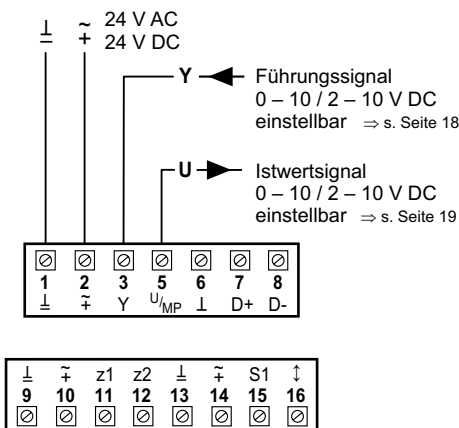 ⊥ ~ 24 V AC
+ 24 V DC
Y Führungssignal
0 – 10 / 2 – 10 V DC
einstellbar ⇒ s. Seite 18
U Istwertsignal
0 – 10 / 2 – 10 V DC
einstellbar ⇒ s. Seite 19
1 2 3 5 6 7 8
⊥ ~+ Y U/MP ⊥ D+ D-
⊥ ~+ z1 z2 ⊥ ~+ S1 ↕
9 10 11 12 13 14 15 16